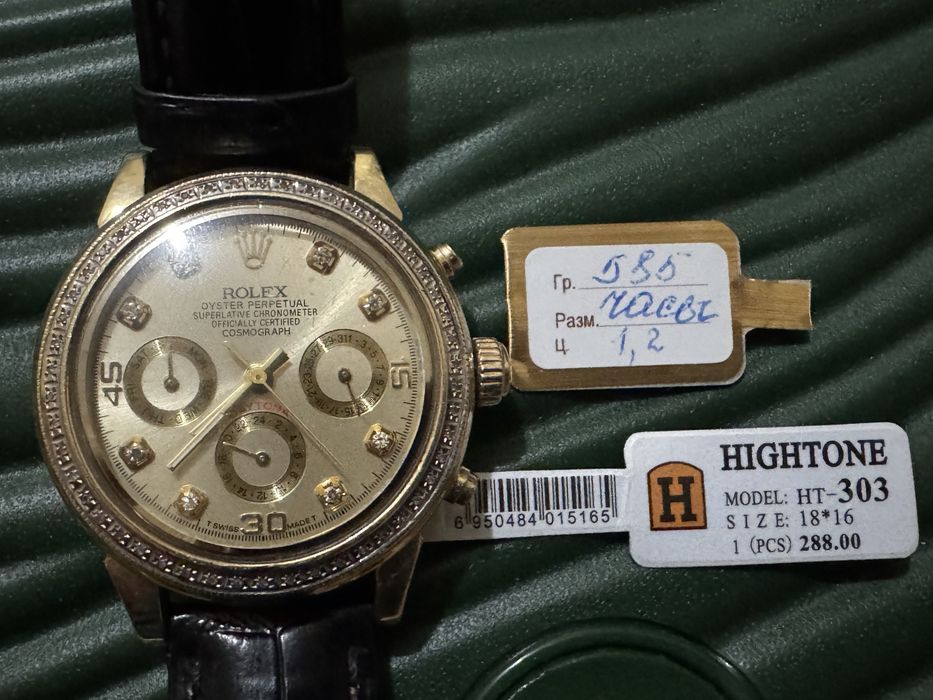 ROLEX
OYSTER PERPETUAL
SUPERLATIVE CHRONOMETER
OFFICIALLY CERTIFIED
COSMOGRAPH
45
15
30
T SWISS MADE T
Гр. 585
Разм. часы
Ц 1,2
6 950484 015165
HIGHTONE
H
MODEL: HT-303
SIZE: 18*16
1 (PCS) 288.00